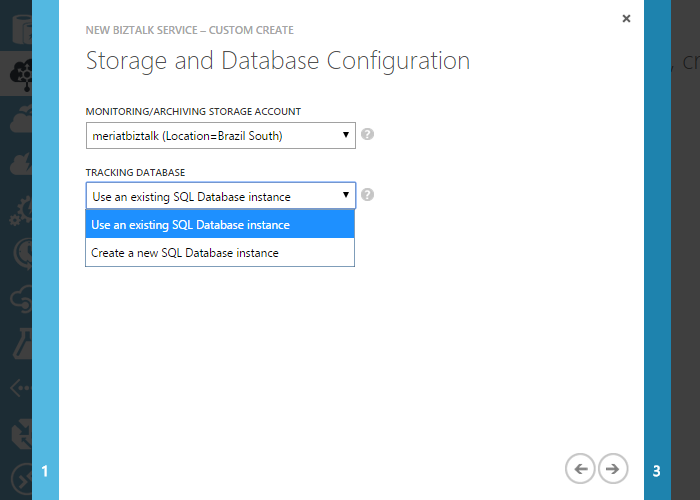 NEW BIZTALK SERVICE – CUSTOM CREATE
Storage and Database Configuration
MONITORING/ARCHIVING STORAGE ACCOUNT
meriatbiztalk (Location=Brazil South)
?
TRACKING DATABASE
Use an existing SQL Database instance
?
Use an existing SQL Database instance
Create a new SQL Database instance
1
3
, cr